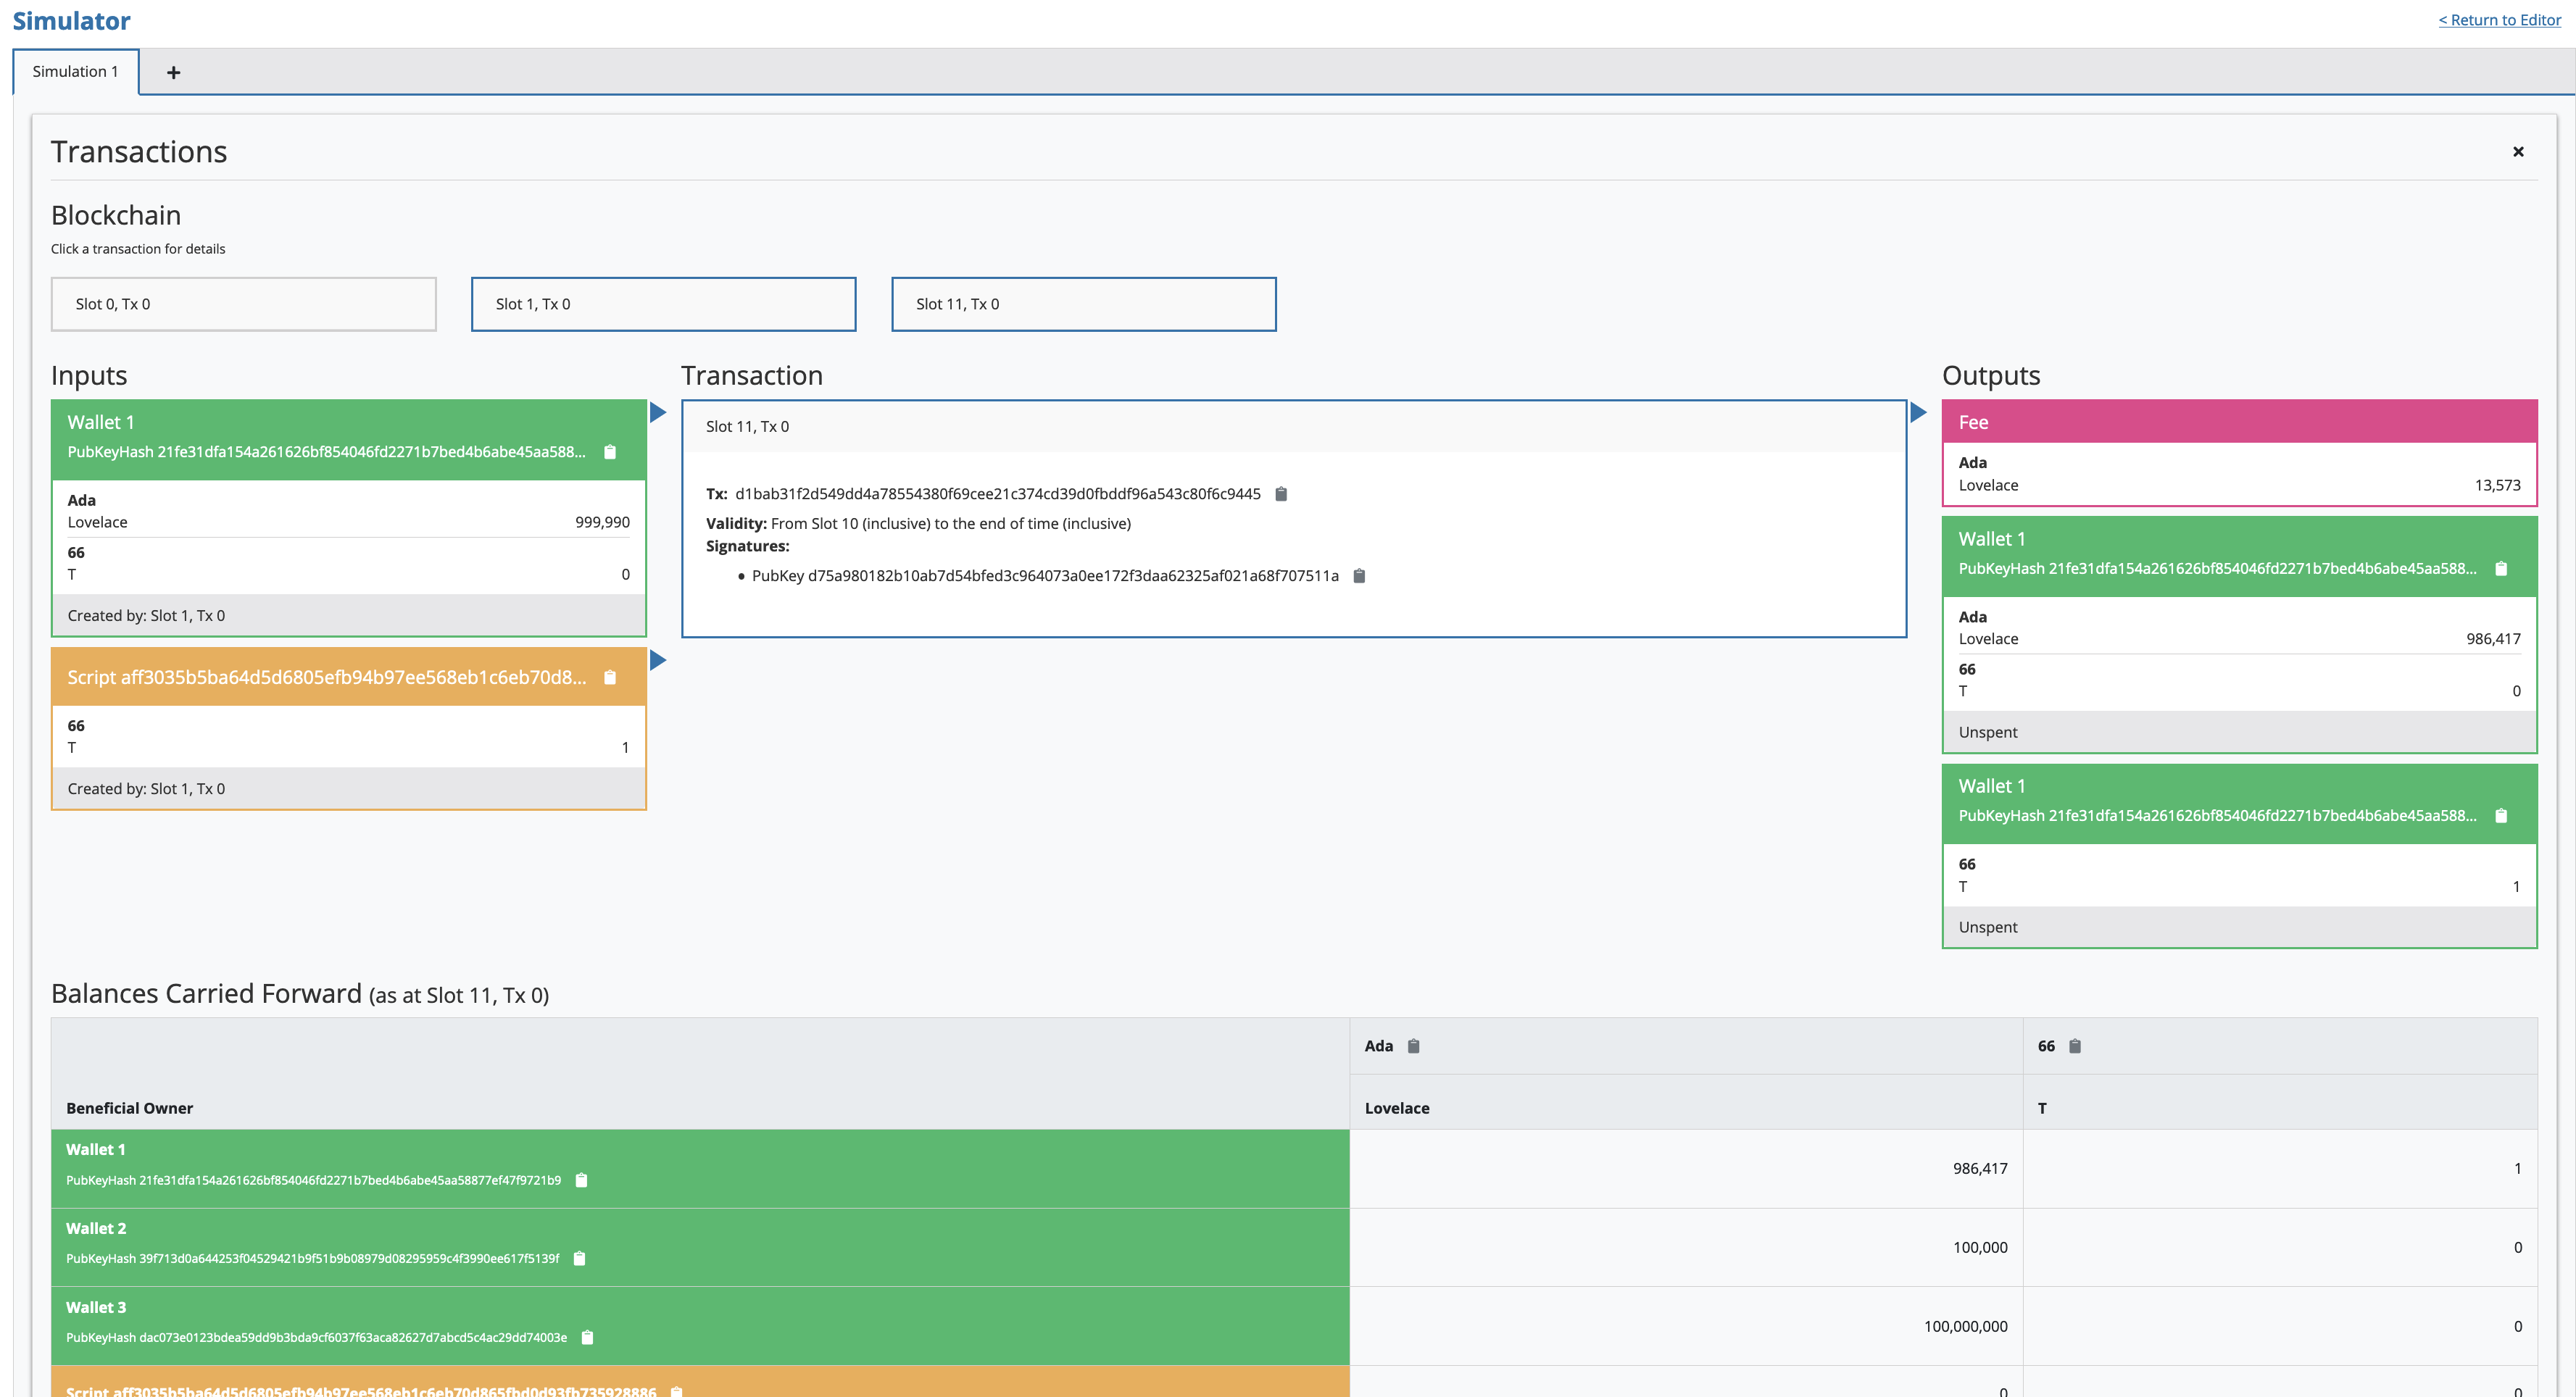 Simulator
< Return to Editor
Simulation 1
+
Transactions
Blockchain
Click a transaction for details
Slot 0, Tx 0
Slot 1, Tx 0
Slot 11, Tx 0
Inputs
Wallet 1
PubKeyHash 21fe31dfa154a261626bf854046fd2271b7bed4b6abe45aa588...
Ada
Lovelace 999,990
66
T 0
Created by: Slot 1, Tx 0
Script aff3035b5ba64d5d6805efb94b97ee568eb1c6eb70d8...
66
T 1
Created by: Slot 1, Tx 0
Transaction
Slot 11, Tx 0
Tx: d1bab31f2d549dd4a78554380f69cee21c374cd39d0fbddf96a543c80f6c9445
Validity: From Slot 10 (inclusive) to the end of time (inclusive)
Signatures:
• PubKey d75a980182b10ab7d54bfed3c964073a0ee172f3daa62325af021a68f707511a
Outputs
Fee
Ada
Lovelace 13,573
Wallet 1
PubKeyHash 21fe31dfa154a261626bf854046fd2271b7bed4b6abe45aa588...
Ada
Lovelace 986,417
66
T 0
Unspent
Wallet 1
PubKeyHash 21fe31dfa154a261626bf854046fd2271b7bed4b6abe45aa588...
66
T 1
Unspent
Balances Carried Forward (as at Slot 11, Tx 0)
Ada 66
Beneficial Owner Lovelace T
Wallet 1
PubKeyHash 21fe31dfa154a261626bf854046fd2271b7bed4b6abe45aa58877ef47f9721b9
986,417 1
Wallet 2
PubKeyHash 39f713d0a644253f04529421b9f51b9b08979d08295959c4f3990ee617f5139f
100,000 0
Wallet 3
PubKeyHash dac073e0123bdea59dd9b3bda9cf6037f63aca82627d7abcd5c4ac29dd74003e
100,000,000 0
Script aff3035b5ba64d5d6805efb94b97ee568eb1c6eb70d865fbd0d93fb735928886
0 0